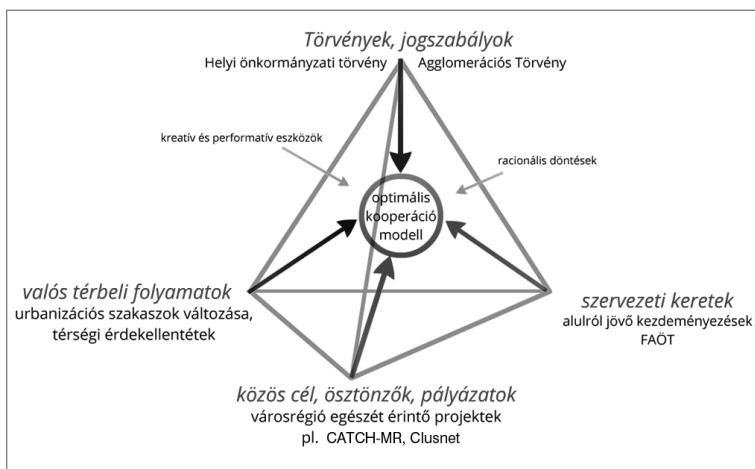 Törvények, jogszabályok
Helyi önkormányzati törvény
Agglomerációs Törvény
kreatív és performatív eszközök
racionális döntések
optimális
kooperáció
modell
valós térbeli folyamatok
urbanizációs szakaszok változása,
térségi érdekellentétek
szervezeti keretek
alulról jövő kezdeményezések
FAÖT
közös cél, ösztönzők, pályázatok
városrégió egészét érintő projektek
pl. CATCH-MR, Clusnet